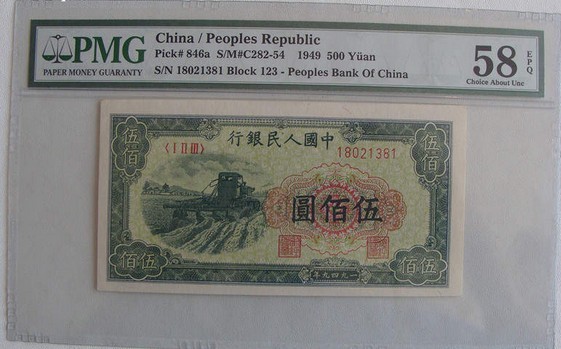 PMG
PAPER MONEY GUARANTY
China / Peoples Republic
Pick# 846a S/M#C282-54 1949 500 Yüan
S/N 18021381 Block 123 - Peoples Bank Of China
58 EPQ
Choice About Unc
行銀民人國中
〈I II III〉
18021381
伍佰
伍佰
圓佰伍
佰伍
伍佰
年九四九一